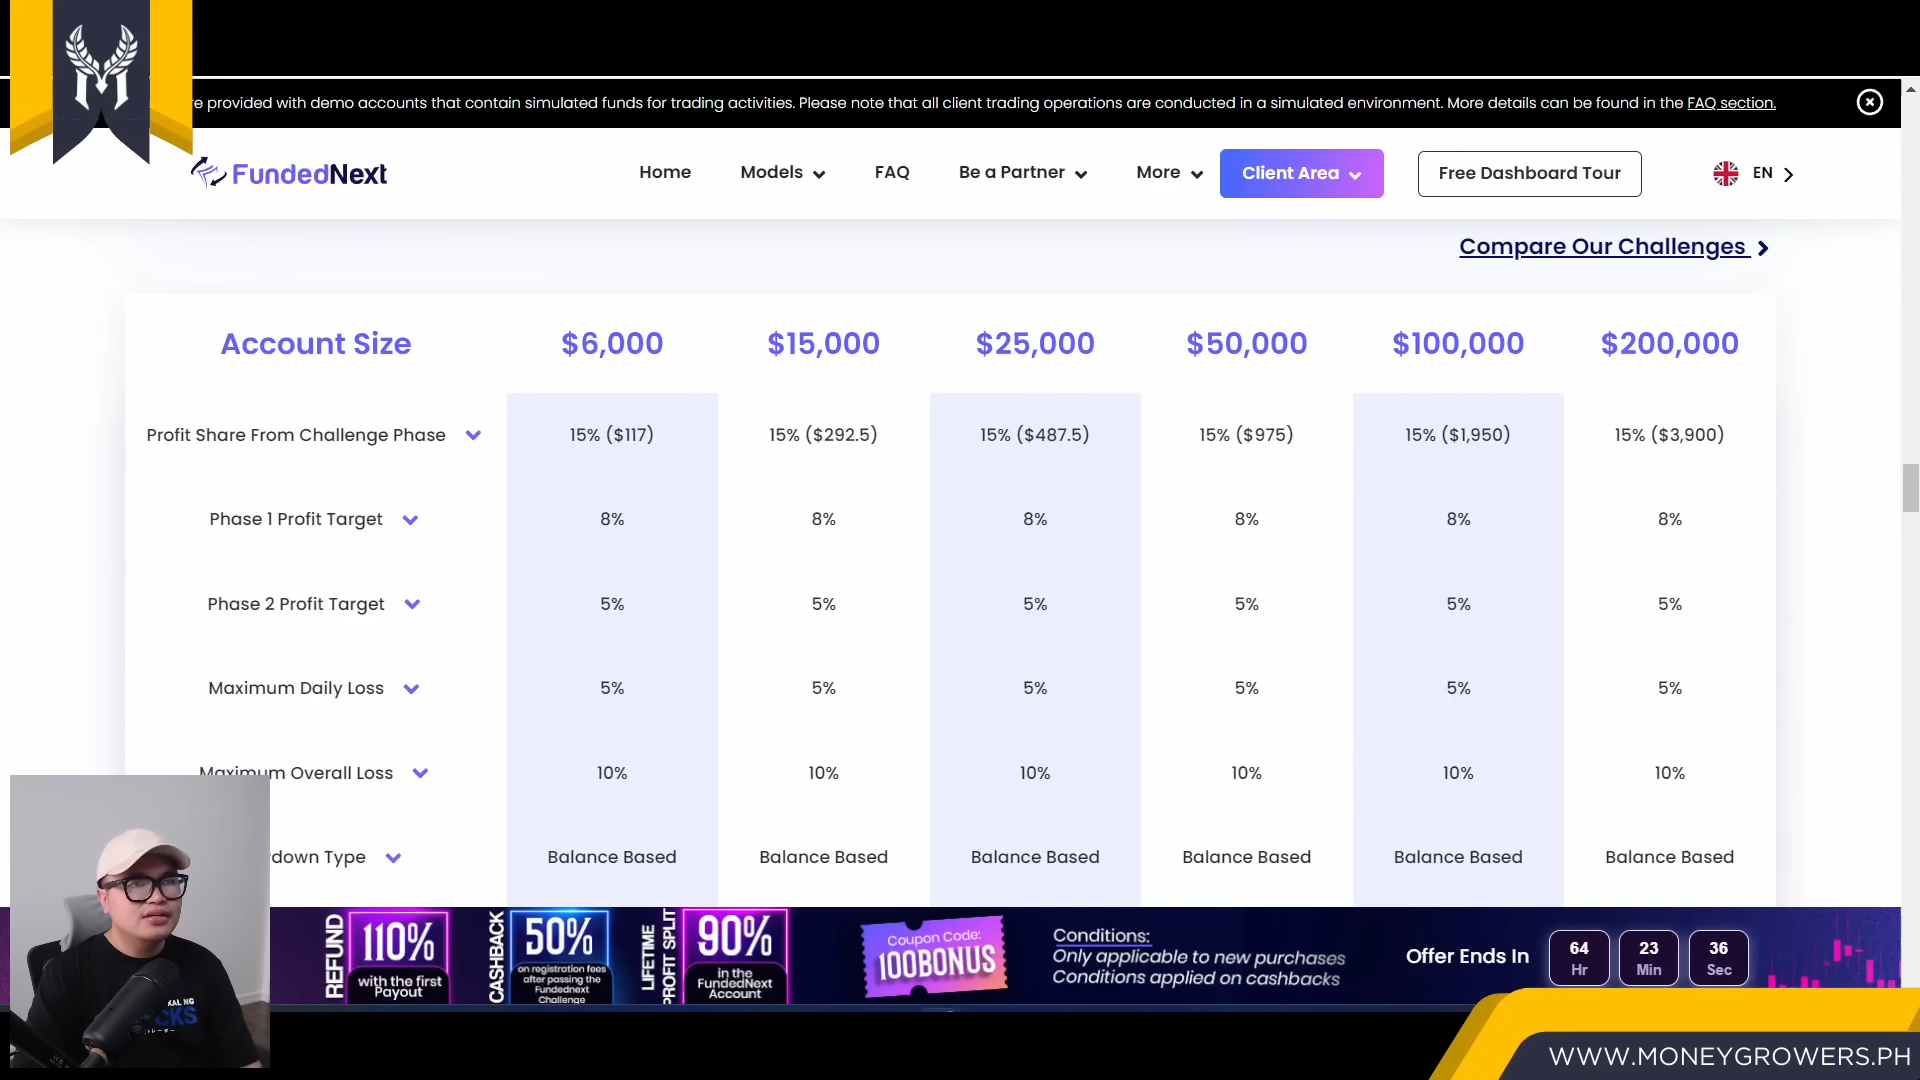 re provided with demo accounts that contain simulated funds for trading activities. Please note that all client trading operations are conducted in a simulated environment. More details can be found in the FAQ section.
FundedNext
Home
Models
FAQ
Be a Partner
More
Client Area
Free Dashboard Tour
EN
Compare Our Challenges
Account Size $6,000 $15,000 $25,000 $50,000 $100,000 $200,000
Profit Share From Challenge Phase 15% ($117) 15% ($292.5) 15% ($487.5) 15% ($975) 15% ($1,950) 15% ($3,900)
Phase 1 Profit Target 8% 8% 8% 8% 8% 8%
Phase 2 Profit Target 5% 5% 5% 5% 5% 5%
Maximum Daily Loss 5% 5% 5% 5% 5% 5%
Maximum Overall Loss 10% 10% 10% 10% 10% 10%
down Type Balance Based Balance Based Balance Based Balance Based Balance Based Balance Based
REFUND
110%
with the first
Payout
CASHBACK
50%
on registration fees
after passing the
Fundednext
Challenge
LIFETIME
PROFIT SPLIT
90%
in the
FundedNext
Account
Coupon Code:
100BONUS
Conditions:
Only applicable to new purchases
Conditions applied on cashbacks
Offer Ends In
64 Hr
23 Min
36 Sec
WWW.MONEYGROWERS.PH